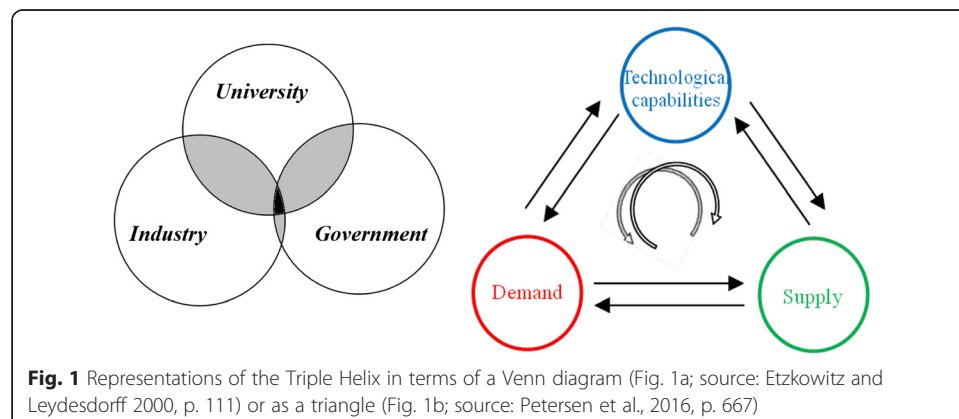 University
Industry
Government
Technological
capabilities
Demand
Supply
Fig. 1 Representations of the Triple Helix in terms of a Venn diagram (Fig. 1a; source: Etzkowitz and
Leydesdorff 2000, p. 111) or as a triangle (Fig. 1b; source: Petersen et al., 2016, p. 667)